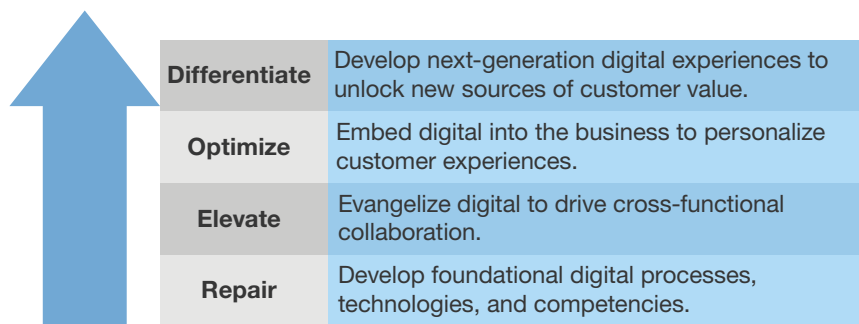 Differentiate
Develop next-generation digital experiences to
unlock new sources of customer value.
Optimize
Embed digital into the business to personalize
customer experiences.
Elevate
Evangelize digital to drive cross-functional
collaboration.
Repair
Develop foundational digital processes,
technologies, and competencies.